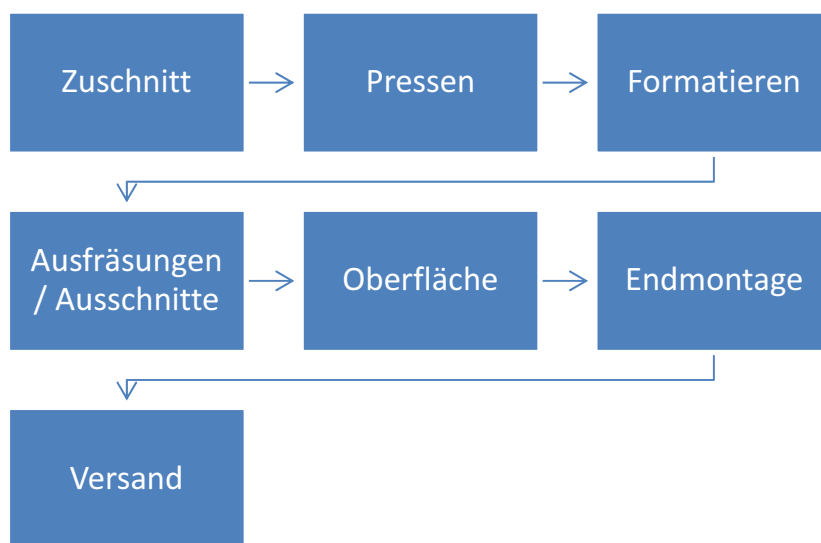 Zuschnitt
Pressen
Formatieren
Ausfräsungen
/ Ausschnitte
Oberfläche
Endmontage
Versand